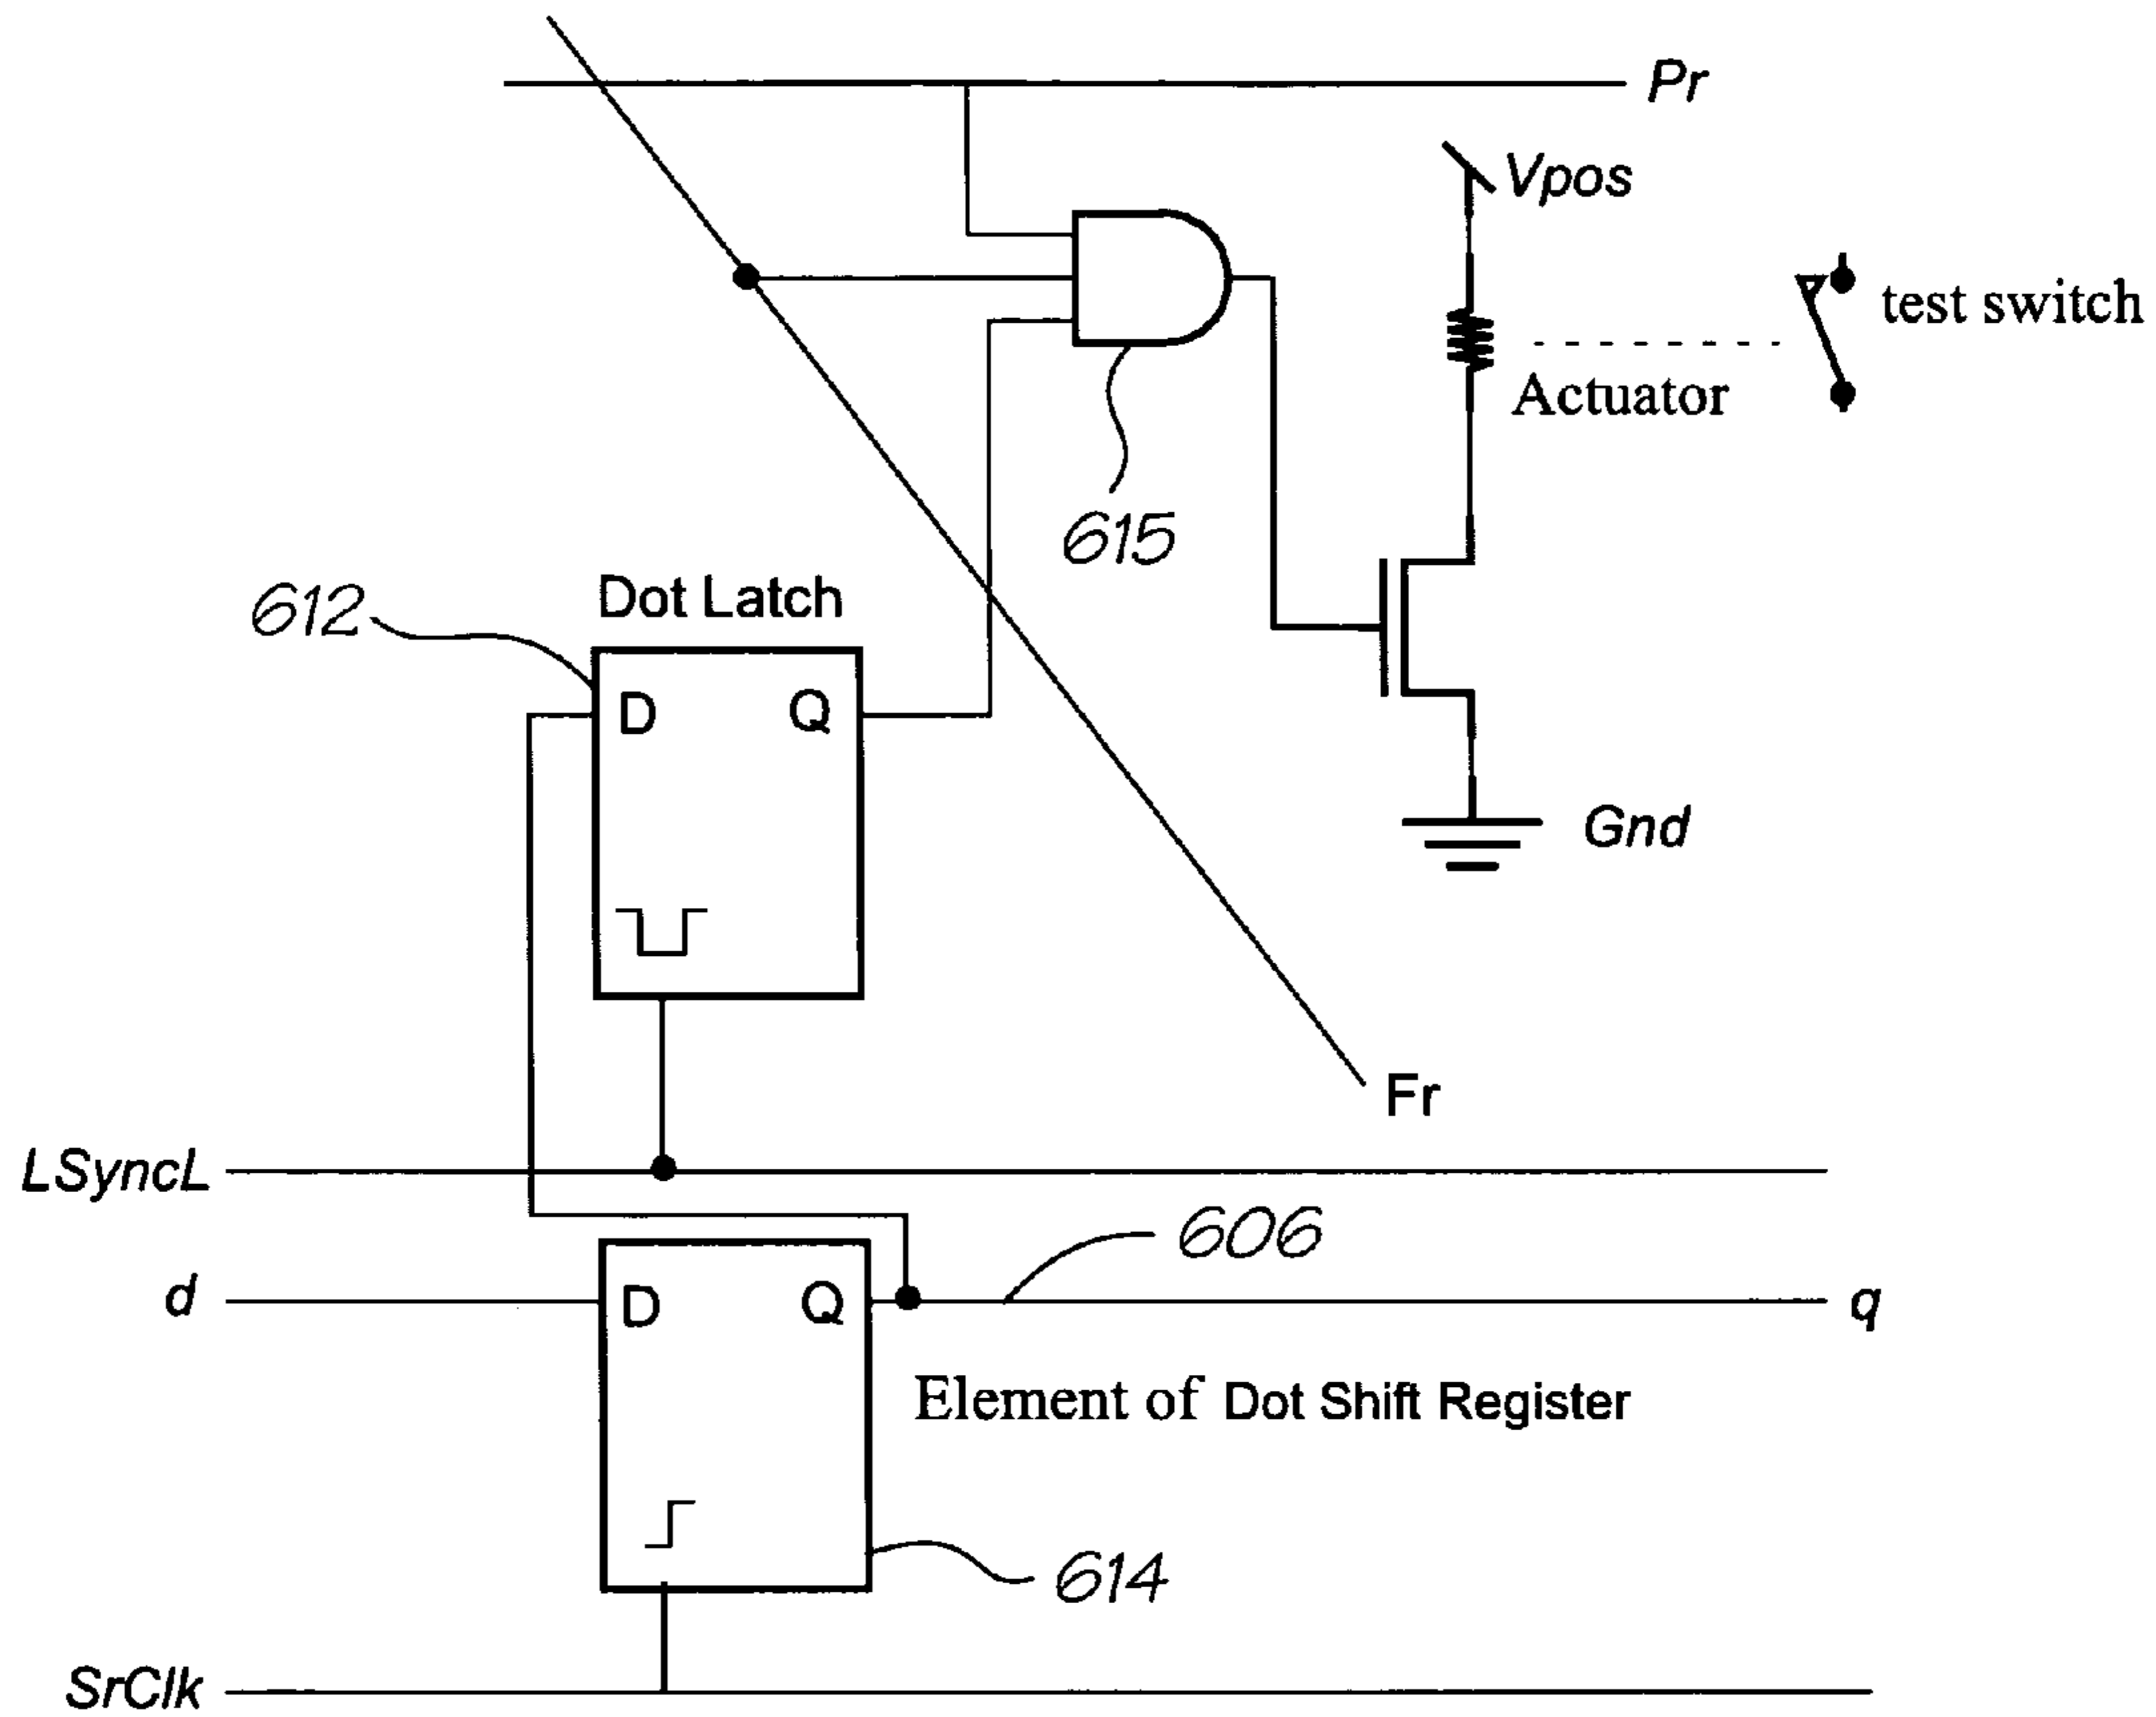 Pr
Vpos
test switch
Actuator
615
612
Dot Latch
D Q
Gnd
Fr
LSyncL
606
d
D Q
q
Element of Dot Shift Register
614
SrClk